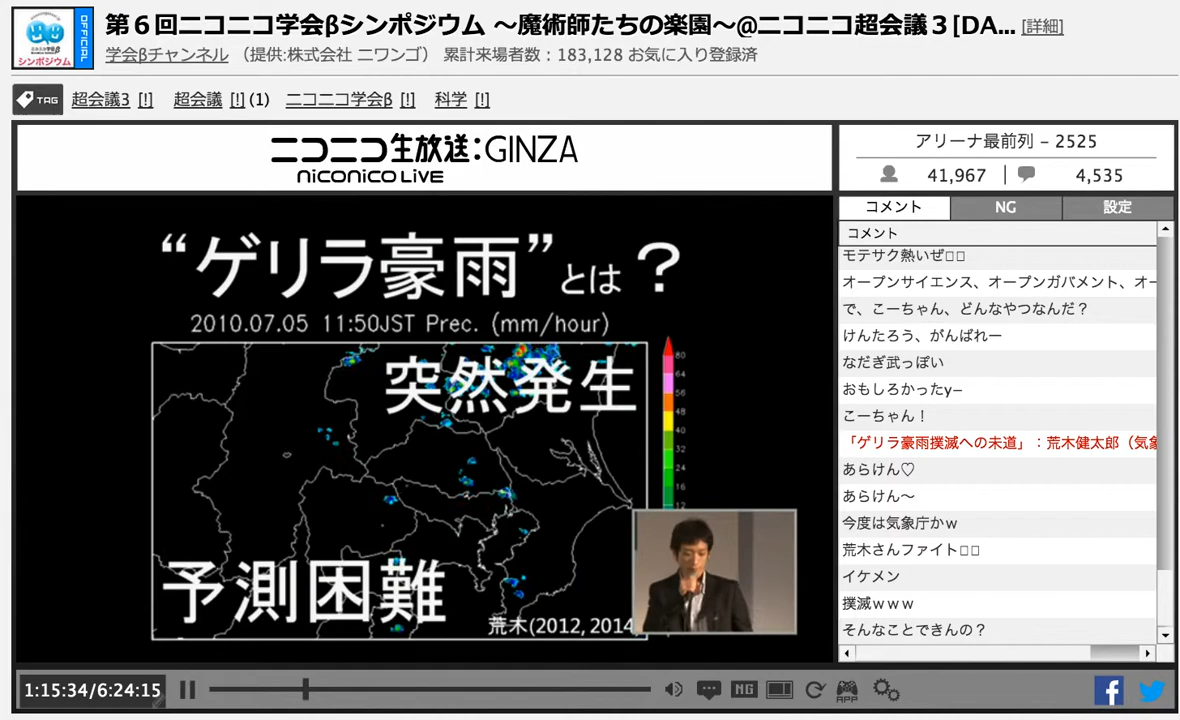 シンポジウム
OFFICIAL
第６回ニコニコ学会βシンポジウム ～魔術師たちの楽園～@ニコニコ超会議３[DA... [詳細]
学会βチャンネル （提供:株式会社 ニワンゴ） 累計来場者数：183,128 お気に入り登録済
TAG 超会議3 [!] 超会議 [!] (1) ニコニコ学会β [!] 科学 [!]
ニコニコ生放送:GINZA
niconico Live
アリーナ最前列 − 2525
41,967 4,535
“ゲリラ豪雨”とは？
2010.07.05 11:50JST Prec. (mm/hour)
突然発生
予測困難
荒木(2012, 2014
80
64
56
48
40
32
24
16
12
コメント NG 設定
コメント
モテサク熱いぜ□□
オープンサイエンス、オープンガバメント、オー
で、こーちゃん、どんなやつなんだ？
けんたろう、がんばれー
なだぎ武っぽい
おもしろかったyー
こーちゃん！
「ゲリラ豪雨撲滅への未道」：荒木健太郎（気象
あらけん♡
あらけん～
今度は気象庁かｗ
荒木さんファイト□□
イケメン
撲滅ｗｗｗ
そんなことできんの？
1:15:34/6:24:15 NG APP